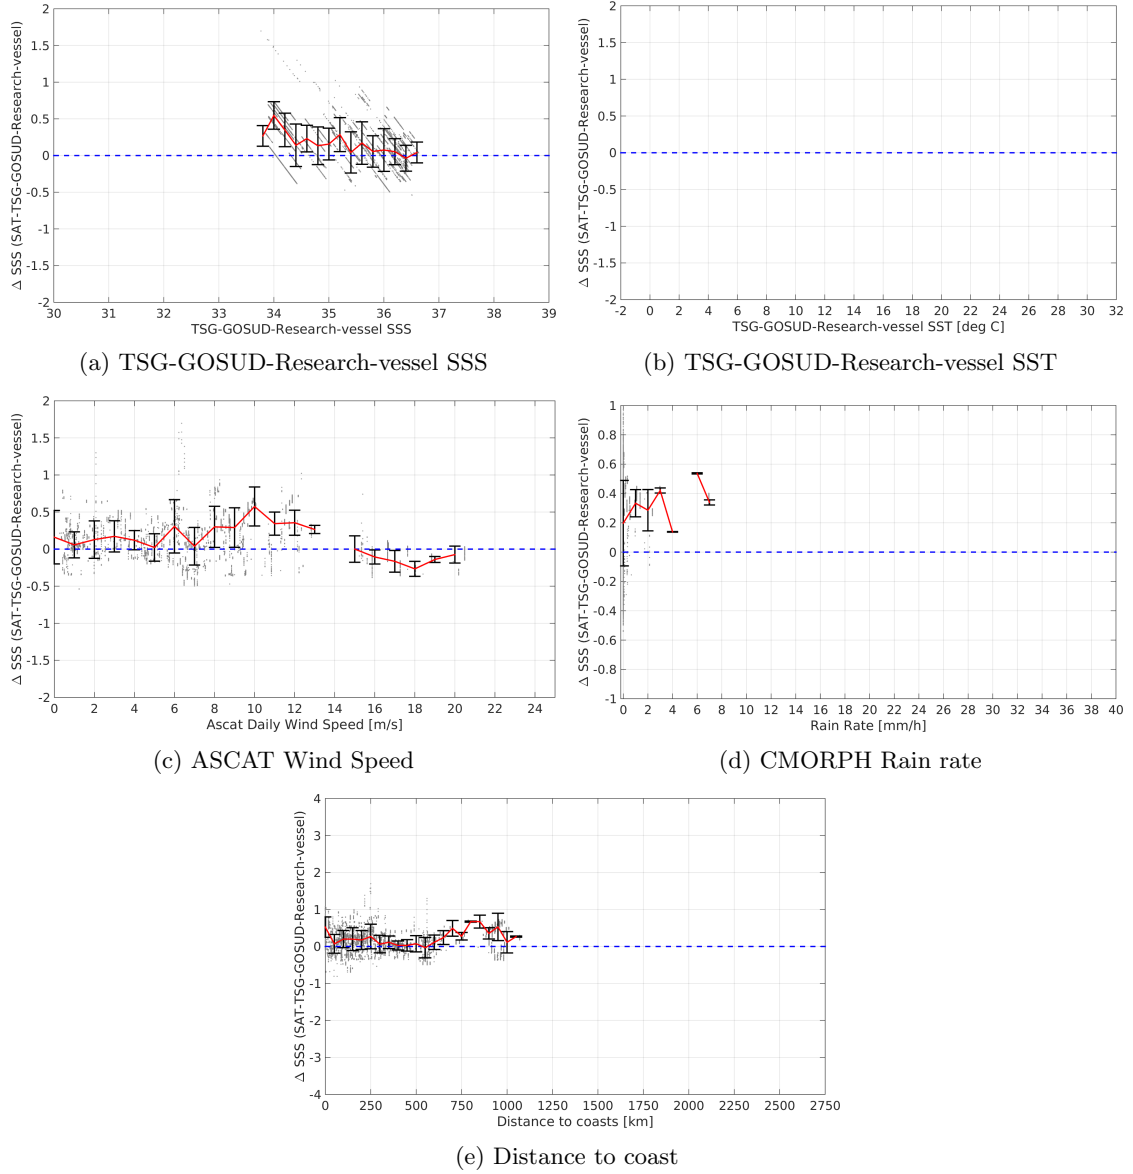 Δ SSS (SAT-TSG-GOSUD-Research-vessel)
2
1.5
1
0.5
0
-0.5
-1
-1.5
-2
30 31 32 33 34 35 36 37 38 39
TSG-GOSUD-Research-vessel SSS
(a) TSG-GOSUD-Research-vessel SSS
Δ SSS (SAT-TSG-GOSUD-Research-vessel)
2
1.5
1
0.5
0
-0.5
-1
-1.5
-2
-2 0 2 4 6 8 10 12 14 16 18 20 22 24 26 28 30 32
TSG-GOSUD-Research-vessel SST [deg C]
(b) TSG-GOSUD-Research-vessel SST
Δ SSS (SAT-TSG-GOSUD-Research-vessel)
2
1.5
1
0.5
0
-0.5
-1
-1.5
-2
0 2 4 6 8 10 12 14 16 18 20 22 24
Ascat Daily Wind Speed [m/s]
(c) ASCAT Wind Speed
Δ SSS (SAT-TSG-GOSUD-Research-vessel)
1
0.8
0.6
0.4
0.2
0
-0.2
-0.4
-0.6
-0.8
-1
0 2 4 6 8 10 12 14 16 18 20 22 24 26 28 30 32 34 36 38 40
Rain Rate [mm/h]
(d) CMORPH Rain rate
Δ SSS (SAT-TSG-GOSUD-Research-vessel)
4
3
2
1
0
-1
-2
-3
-4
0 250 500 750 1000 1250 1500 1750 2000 2250 2500 2750
Distance to coasts [km]
(e) Distance to coast